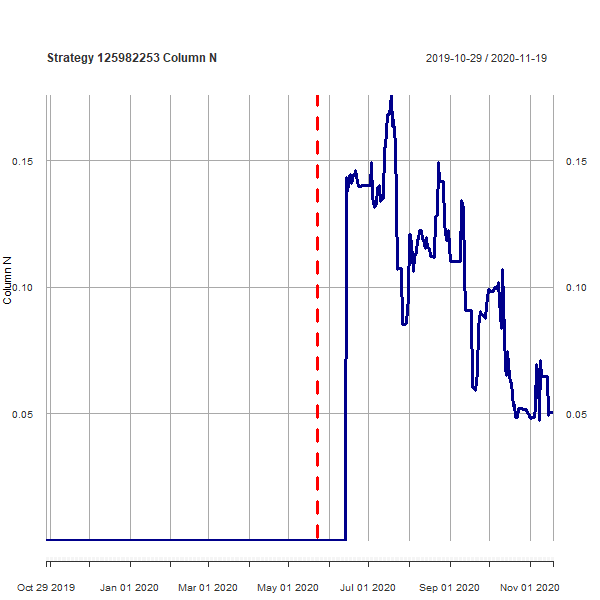 Strategy 125982253 Column N
2019-10-29 / 2020-11-19
0.15 0.15
0.10 0.10
0.05 0.05
Column N
Oct 29 2019 Jan 01 2020 Mar 01 2020 May 01 2020 Jul 01 2020 Sep 01 2020 Nov 01 2020